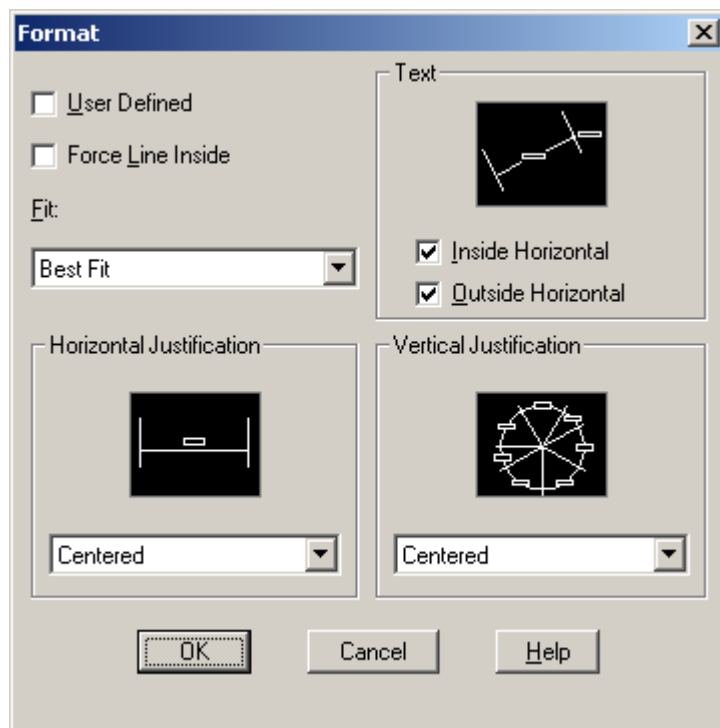 Format
User Defined
Force Line Inside
Fit:
Best Fit
Text
Inside Horizontal
Outside Horizontal
Horizontal Justification
Centered
Vertical Justification
Centered
OK
Cancel
Help